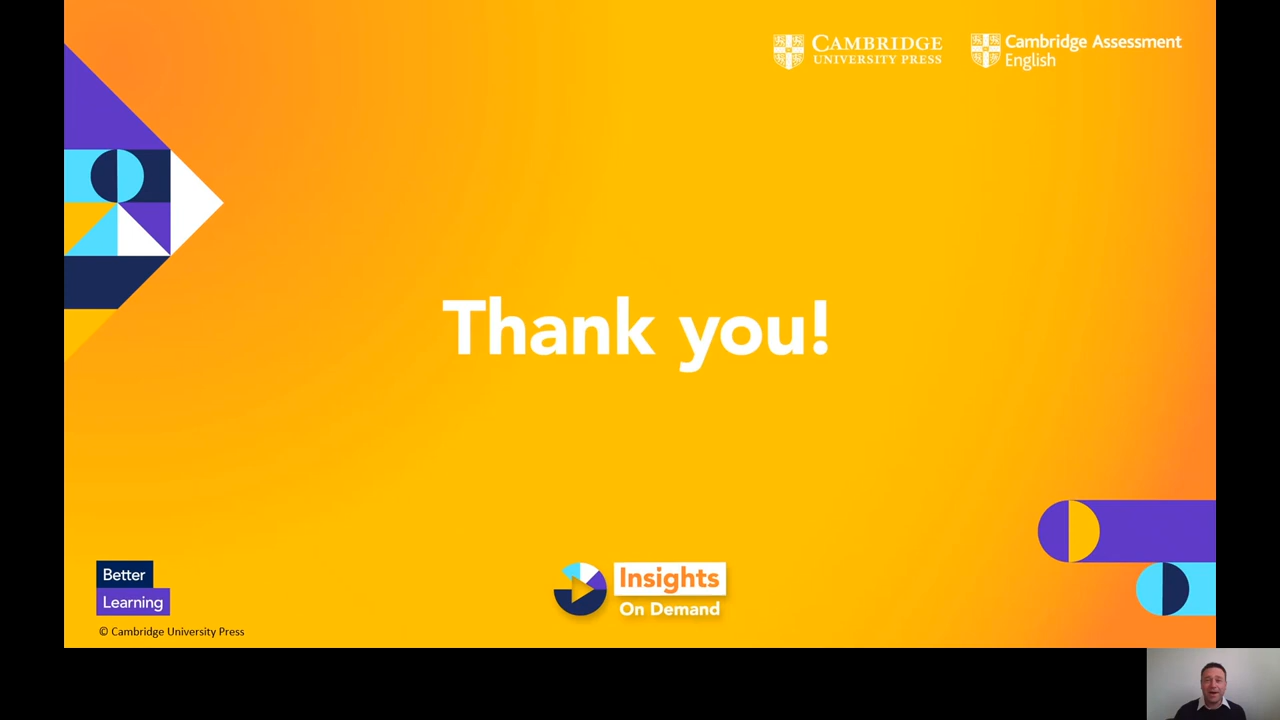 CAMBRIDGE
UNIVERSITY PRESS
Cambridge Assessment
English
Thank you!
Better
Learning
Insights
On Demand
© Cambridge University Press